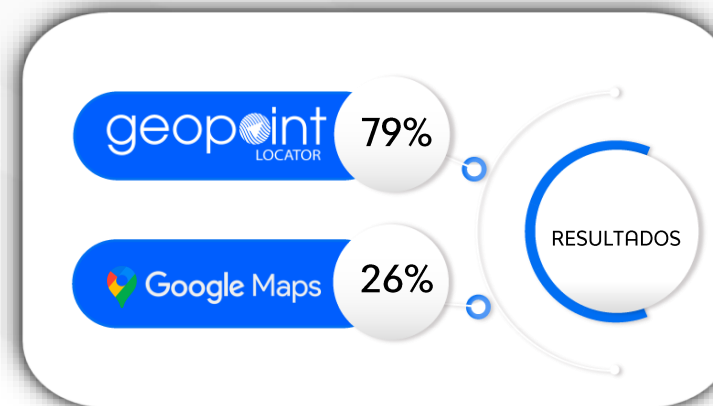 geopoint
LOCATOR
79%
Google Maps
26%
RESULTADOS